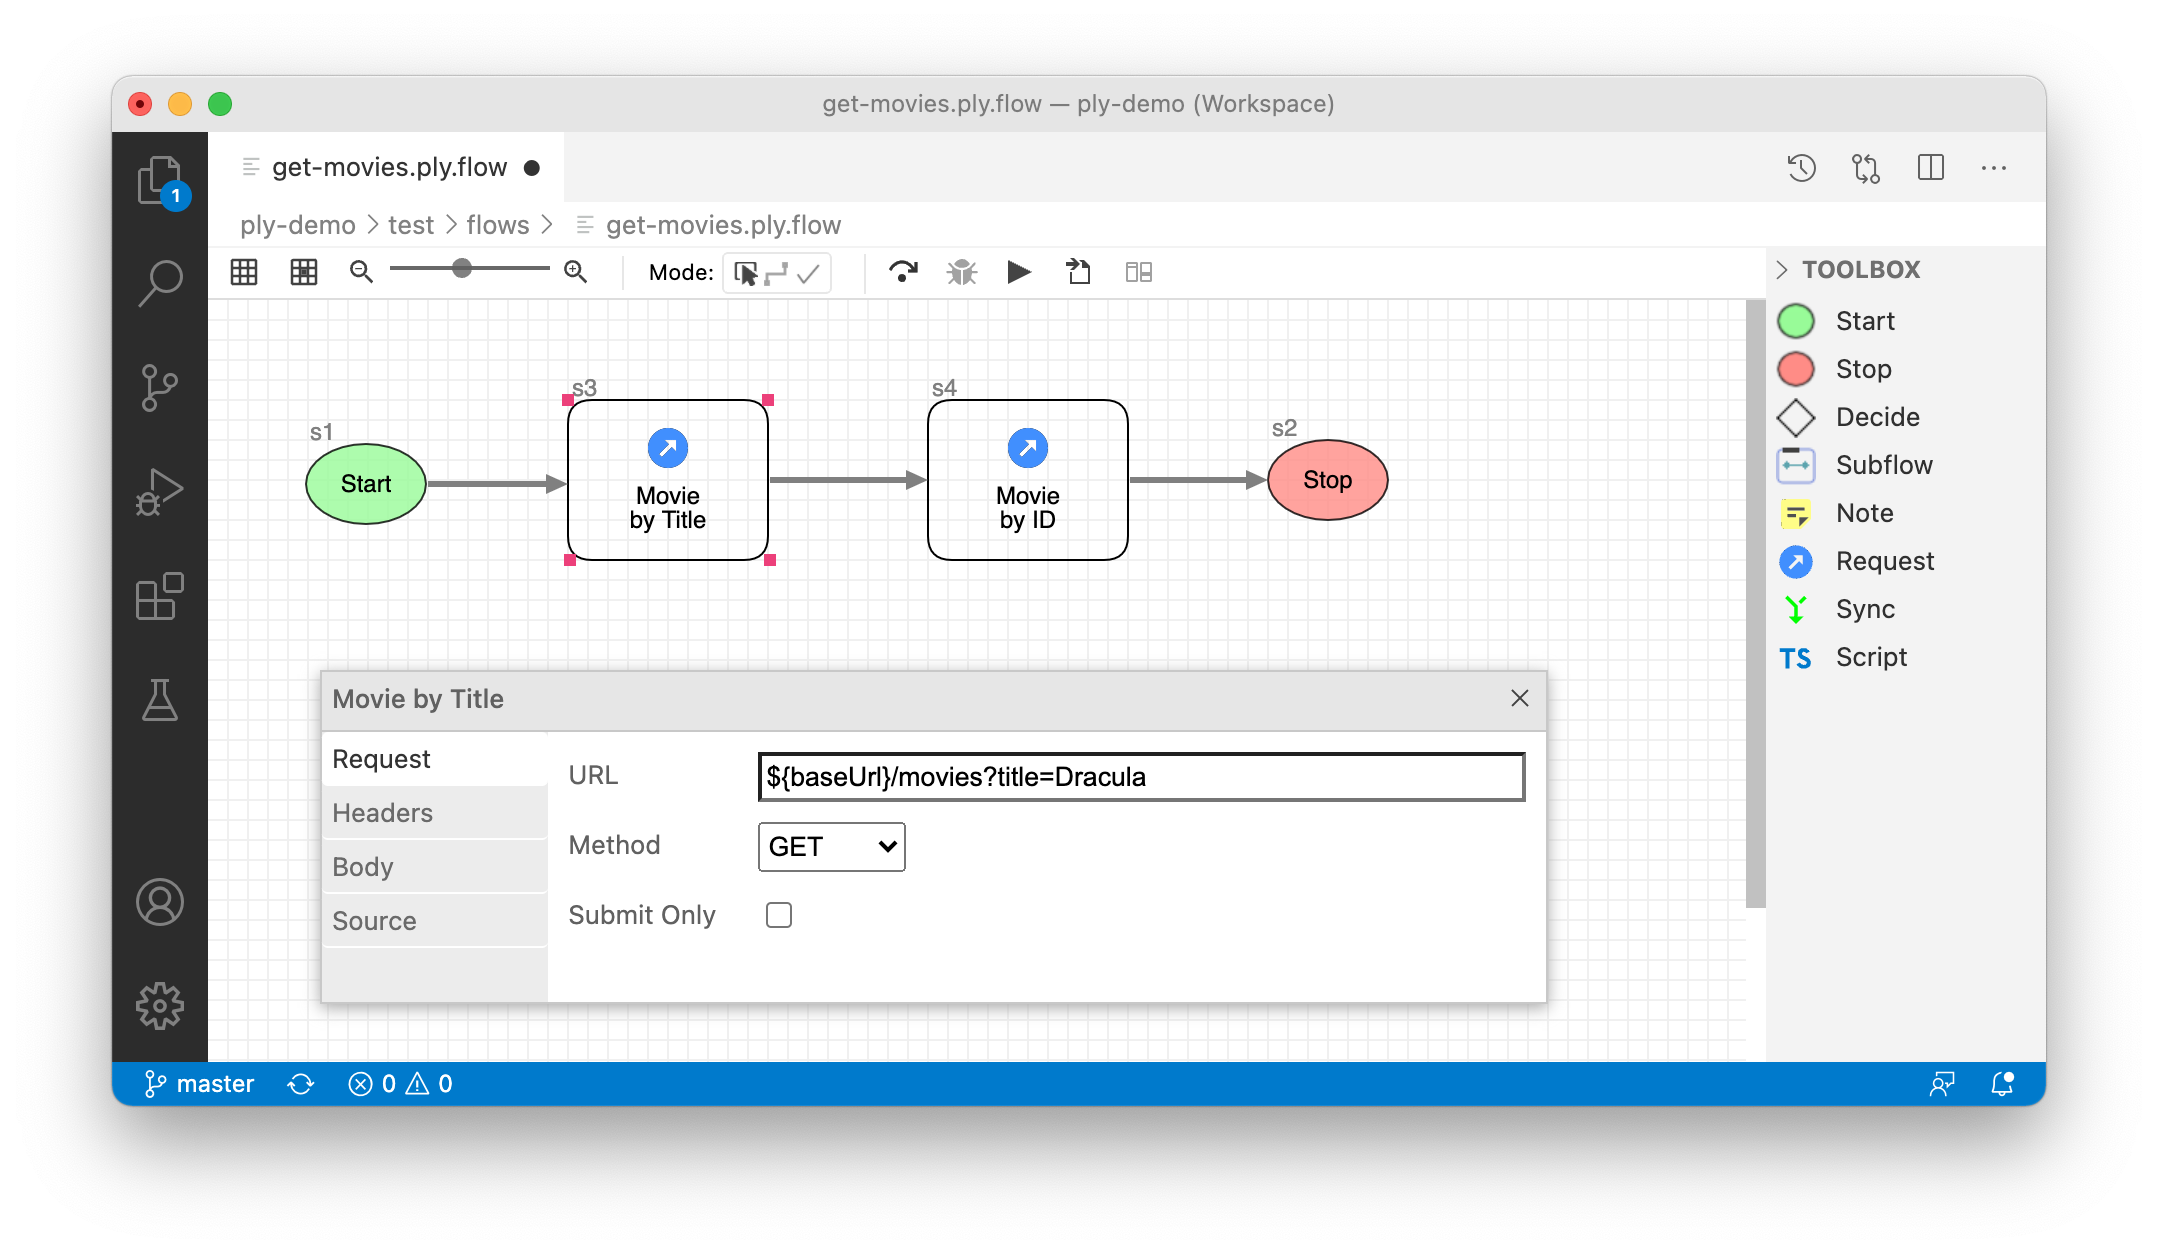 get-movies.ply.flow — ply-demo (Workspace)
get-movies.ply.flow
1
ply-demo > test > flows > get-movies.ply.flow
Mode:
TOOLBOX
Start
Stop
Decide
Subflow
Note
Request
Sync
TS Script
s1
Start
s3
Movie
by Title
s4
Movie
by ID
s2
Stop
Movie by Title
Request
Headers
Body
Source
URL
${baseUrl}/movies?title=Dracula
Method
GET
Submit Only
master 0 0